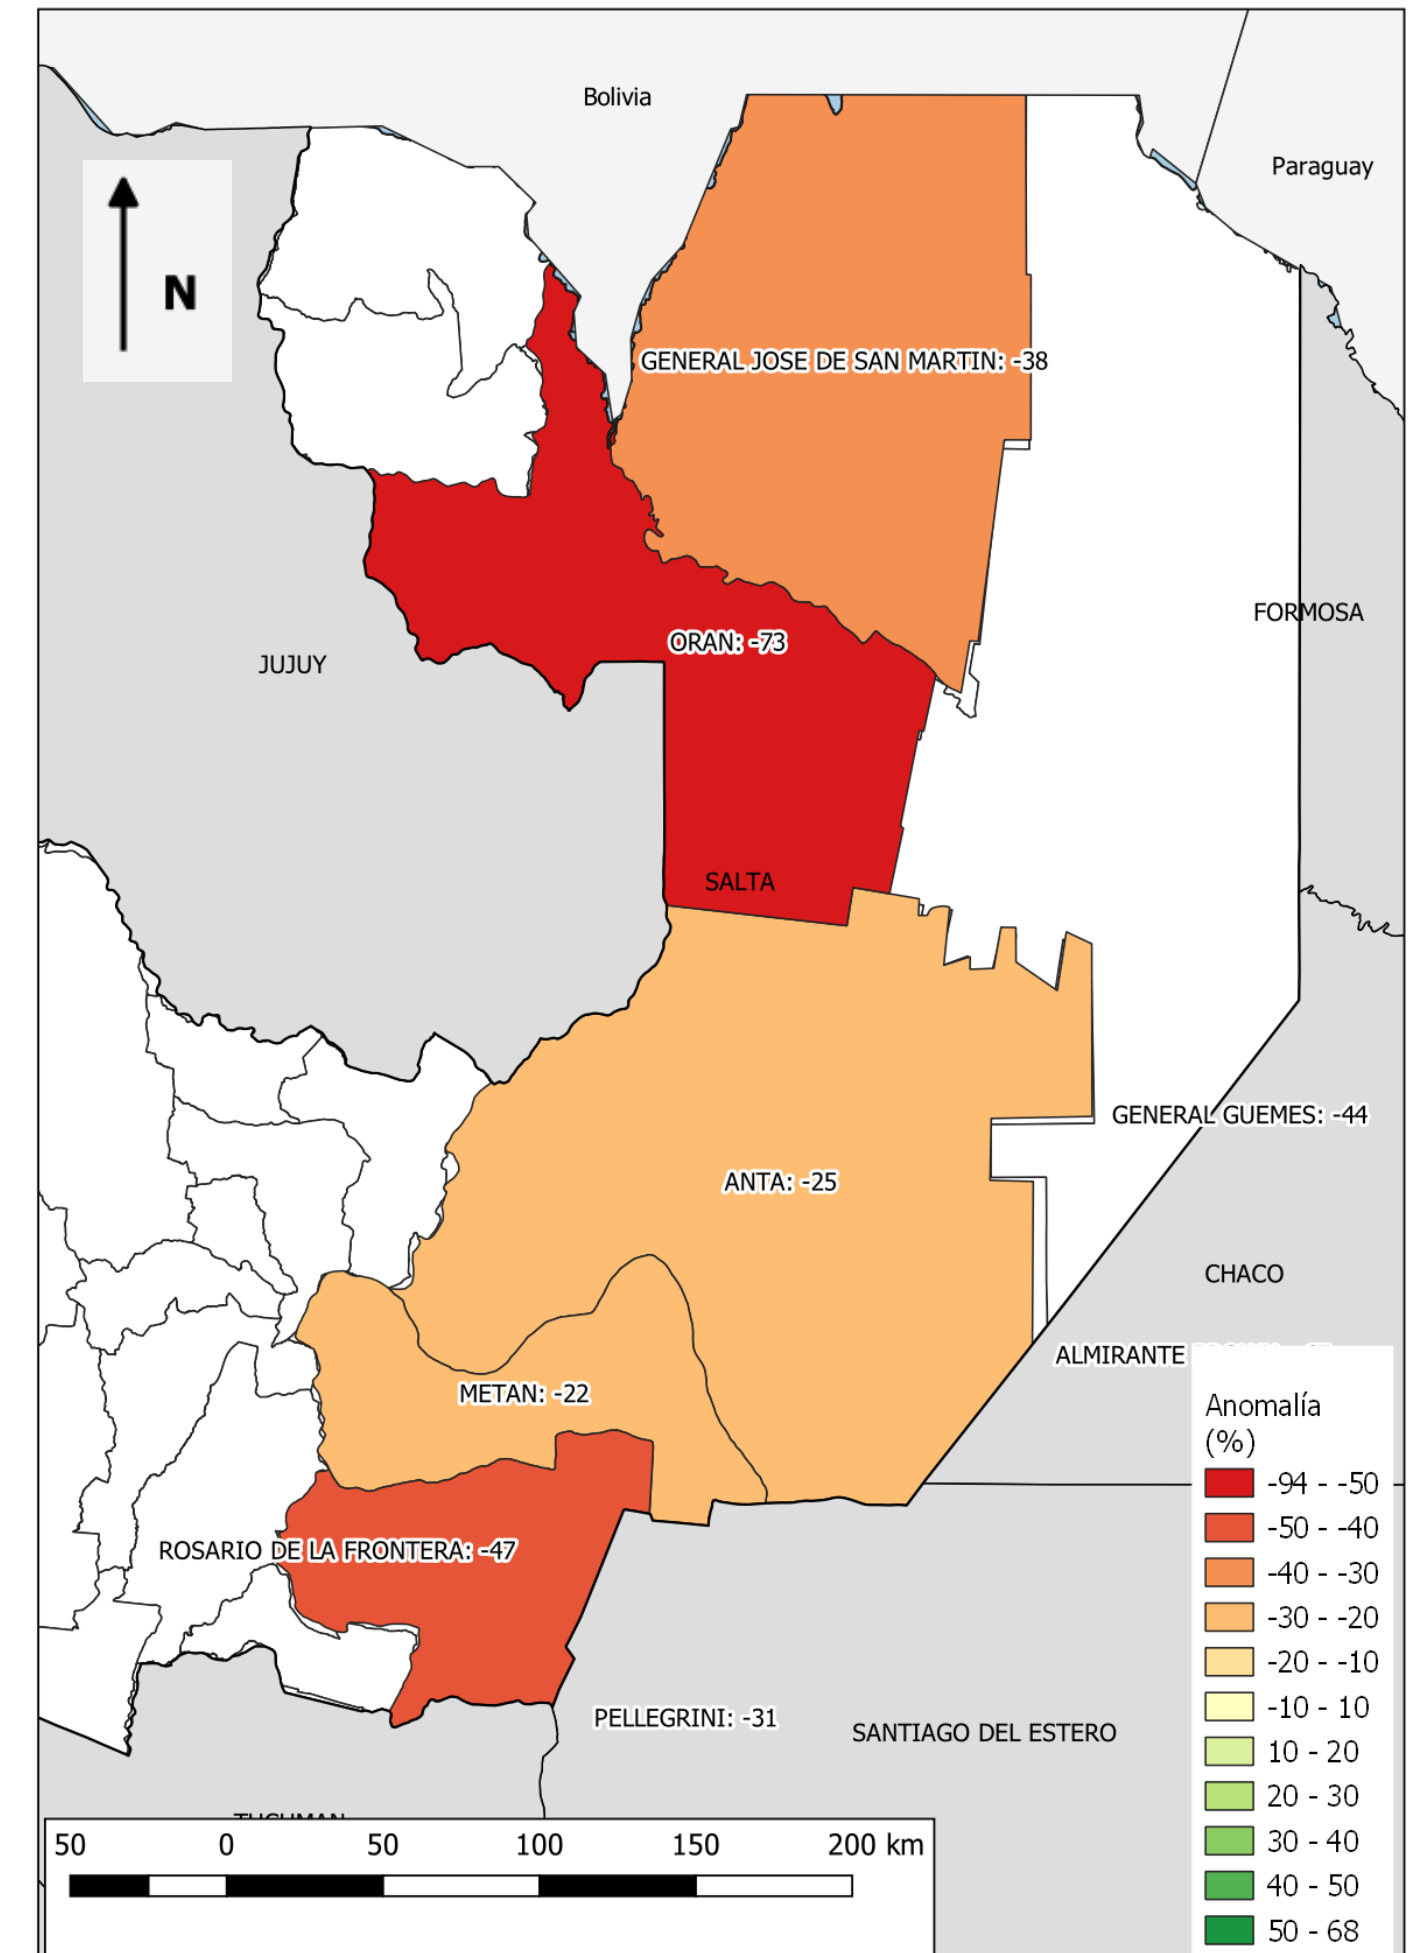 Bolivia
Paraguay
N
GENERAL JOSE DE SAN MARTIN: -38
FORMOSA
ORAN: -73
JUJUY
SALTA
GENERAL GUEMES: -44
ANTA: -25
CHACO
ALMIRANTE
METAN: -22
Anomalía
(%)
-94 - -50
-50 - -40
-40 - -30
-30 - -20
-20 - -10
-10 - 10
10 - 20
20 - 30
30 - 40
40 - 50
50 - 68
ROSARIO DE LA FRONTERA: -47
PELLEGRINI: -31
SANTIAGO DEL ESTERO
TUCUMAN
50 0 50 100 150 200 km